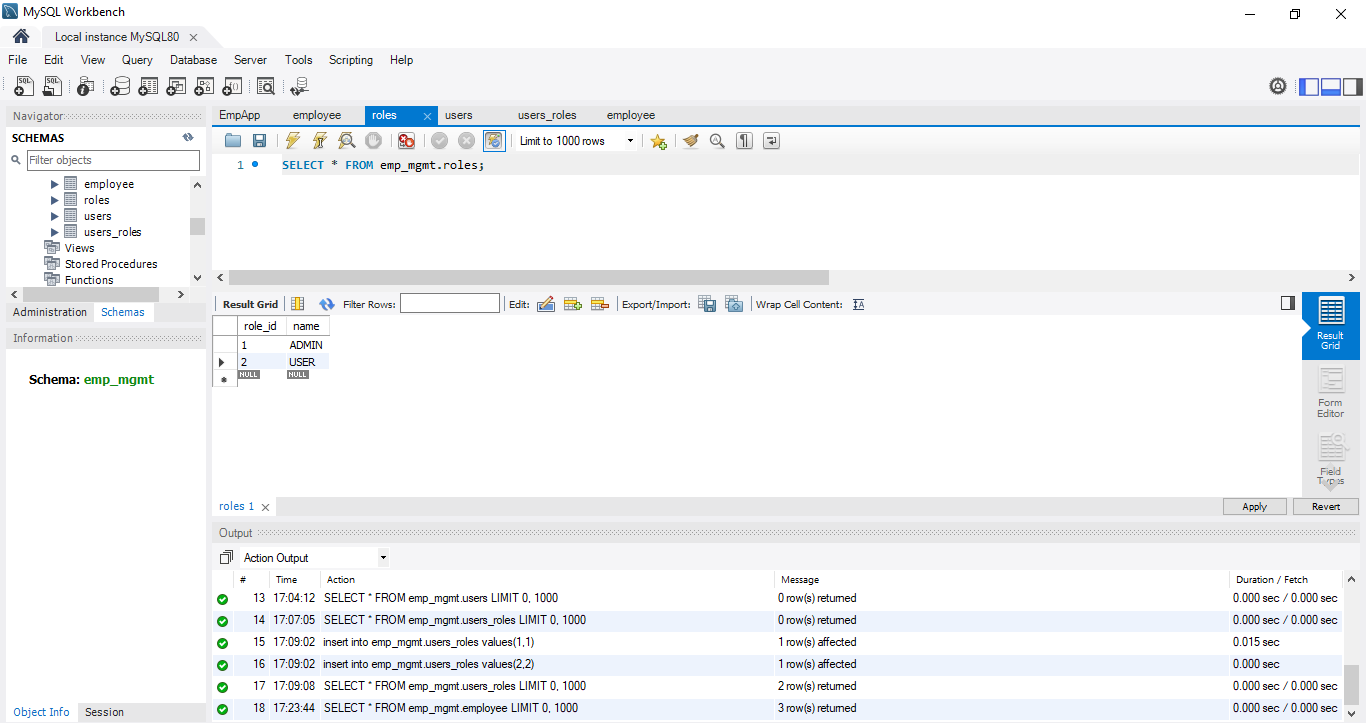 MySQL Workbench
Local instance MySQL80
File Edit View Query Database Server Tools Scripting Help
Navigator
SCHEMAS
Filter objects
employee
roles
users
users_roles
Views
Stored Procedures
Functions
Administration Schemas
Information
Schema: emp_mgmt
Object Info Session
EmpApp employee roles users users_roles employee
Limit to 1000 rows
1 SELECT * FROM emp_mgmt.roles;
Result Grid Filter Rows: Edit: Export/Import: Wrap Cell Content:
role_id name
1 ADMIN
2 USER
NULL NULL
Result Grid
Form Editor
Field Types
roles 1
Apply Revert
Output
Action Output
# Time Action Message Duration / Fetch
13 17:04:12 SELECT * FROM emp_mgmt.users LIMIT 0, 1000 0 row(s) returned 0.000 sec / 0.000 sec
14 17:07:05 SELECT * FROM emp_mgmt.users_roles LIMIT 0, 1000 0 row(s) returned 0.000 sec / 0.000 sec
15 17:09:02 insert into emp_mgmt.users_roles values(1,1) 1 row(s) affected 0.015 sec
16 17:09:02 insert into emp_mgmt.users_roles values(2,2) 1 row(s) affected 0.000 sec
17 17:09:08 SELECT * FROM emp_mgmt.users_roles LIMIT 0, 1000 2 row(s) returned 0.000 sec / 0.000 sec
18 17:23:44 SELECT * FROM emp_mgmt.employee LIMIT 0, 1000 3 row(s) returned 0.000 sec / 0.000 sec